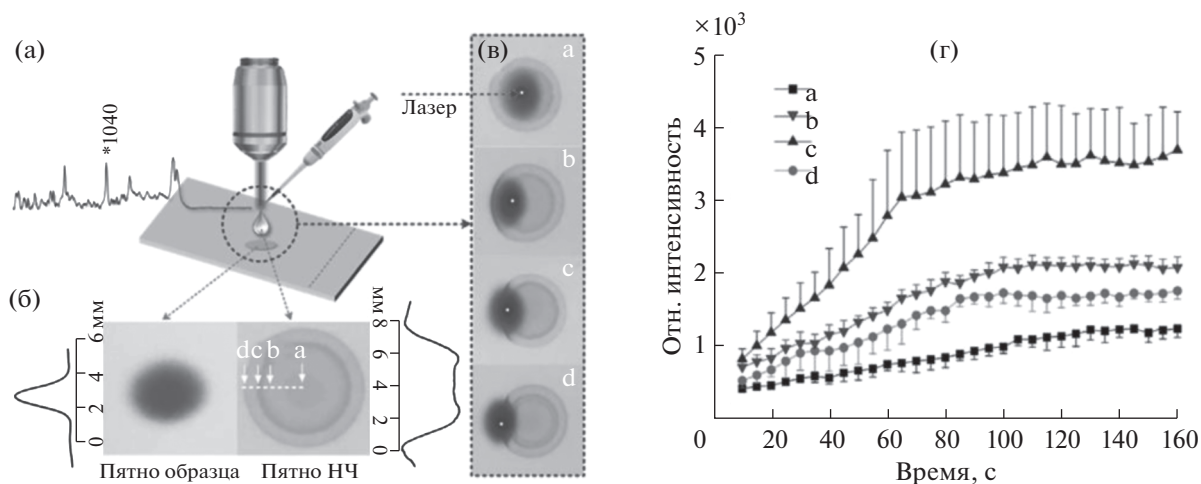 (а)
*1040
Лазер
(в)
a
b
c
d
(б)
мм
6
4
2
0
d c b a
мм
8
6
4
2
0
Пятно образца
Пятно НЧ
(г)
×10³
5
4
3
2
1
0
Отн. интенсивность
a
b
c
d
20 40 60 80 100 120 140 160
Время, с